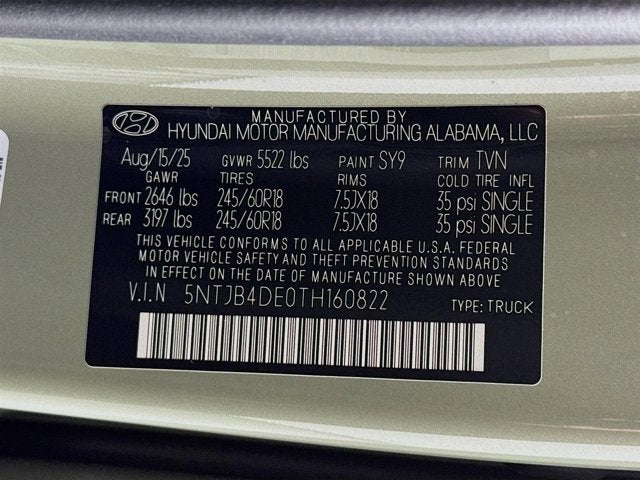 MANUFACTURED BY
HYUNDAI MOTOR MANUFACTURING ALABAMA, LLC
Aug/15/25 GVWR 5522 lbs PAINT SY9 TRIM TVN
GAWR TIRES RIMS COLD TIRE INFL
FRONT 2646 lbs 245/60R18 7.5JX18 35 psi SINGLE
REAR 3197 lbs 245/60R18 7.5JX18 35 psi SINGLE
THIS VEHICLE CONFORMS TO ALL APPLICABLE U.S.A. FEDERAL
MOTOR VEHICLE SAFETY AND THEFT PREVENTION STANDARDS
IN EFFECT ON THE DATE OF MANUFACTURE SHOWN ABOVE.
V.I.N 5NTJB4DE0TH160822 TYPE: TRUCK